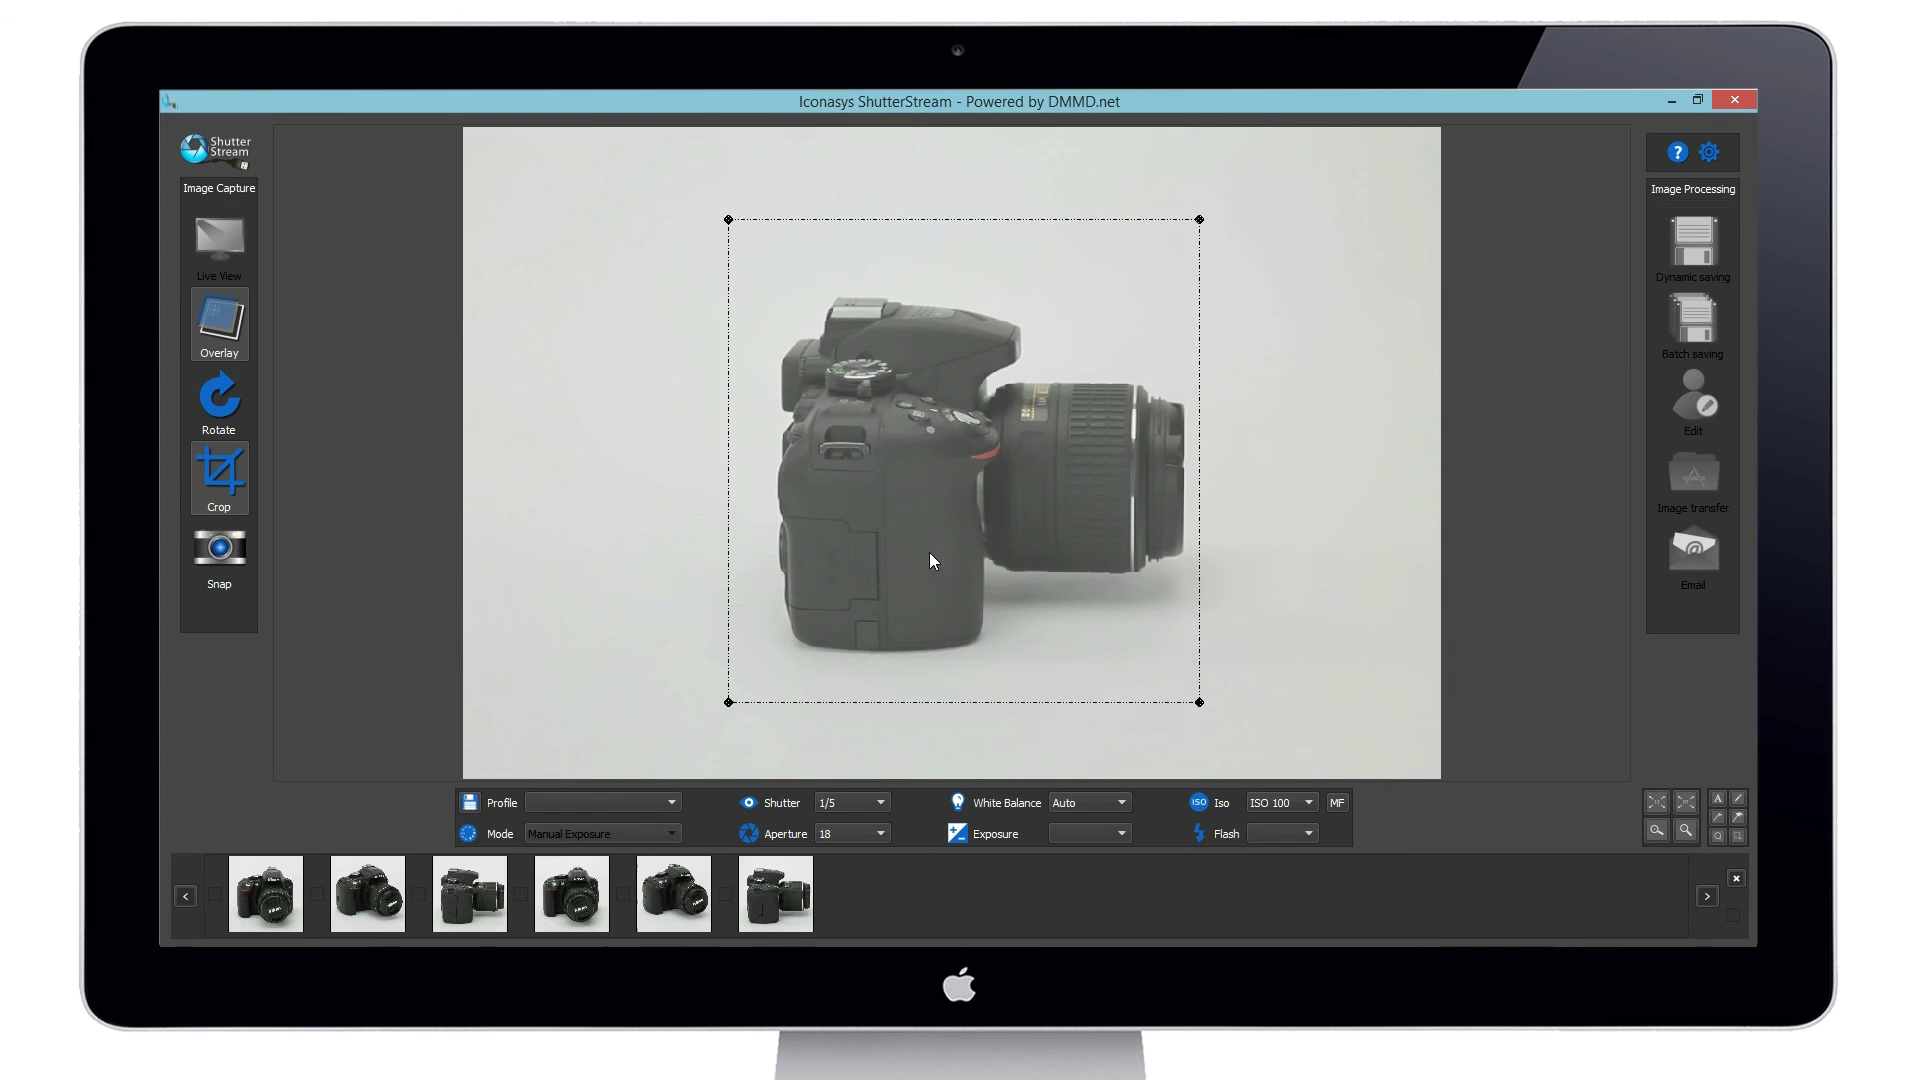 Iconasys ShutterStream - Powered by DMMD.net
Shutter
Stream
Image Capture
Live View
Overlay
Rotate
Crop
Snap
? 
Image Processing
Dynamic saving
Batch saving
Edit
Image transfer
Email
Profile
Shutter 1/5
White Balance Auto
ISO Iso ISO 100 MF
Mode Manual Exposure
Aperture 18
Exposure
Flash
A